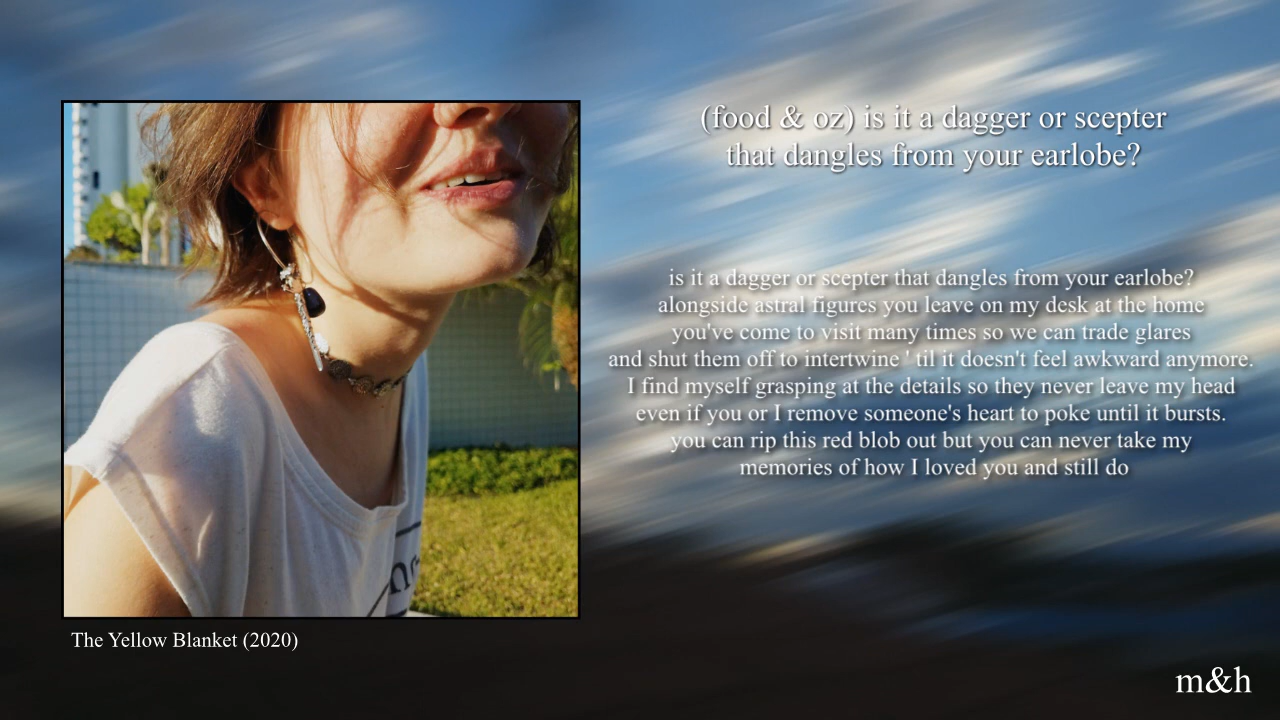 (food & oz) is it a dagger or scepter
that dangles from your earlobe?
is it a dagger or scepter that dangles from your earlobe?
alongside astral figures you leave on my desk at the home
you've come to visit many times so we can trade glares
and shut them off to intertwine ' til it doesn't feel awkward anymore.
I find myself grasping at the details so they never leave my head
even if you or I remove someone's heart to poke until it bursts.
you can rip this red blob out but you can never take my
memories of how I loved you and still do
The Yellow Blanket (2020)
m&h